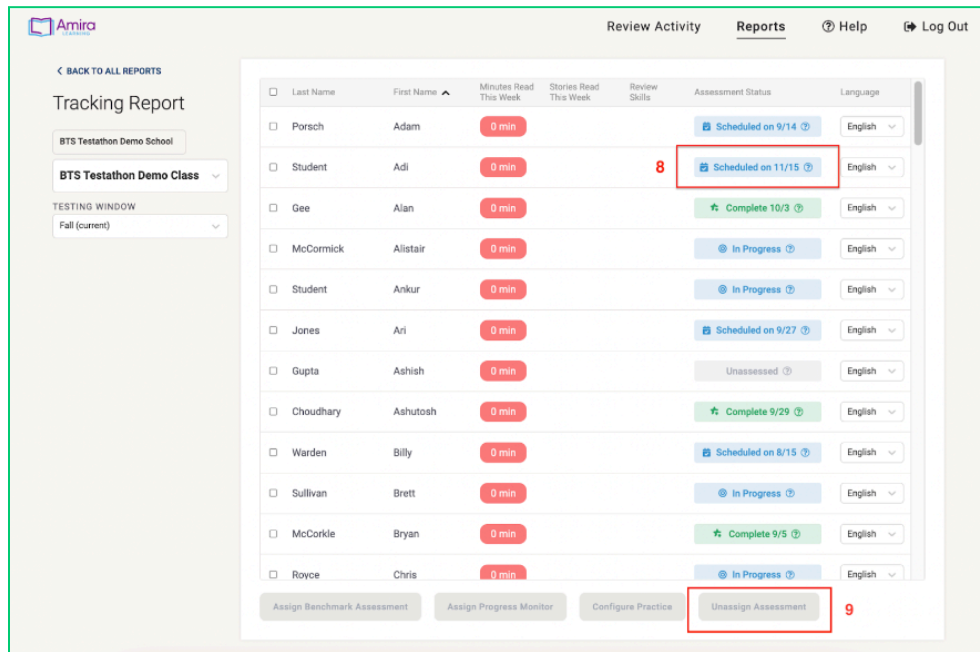 Amira
LEARNING
Review Activity
Reports
Help
Log Out
BACK TO ALL REPORTS
Tracking Report
BTS Testathon Demo School
BTS Testathon Demo Class
TESTING WINDOW
Fall (current)
Last Name First Name Minutes Read This Week Stories Read This Week Review Skills Assessment Status Language
Porsch Adam 0 min Scheduled on 9/14 English
Student Adi 0 min 8 Scheduled on 11/15 English
Gee Alan 0 min Complete 10/3 English
McCormick Alistair 0 min In Progress English
Student Ankur 0 min In Progress English
Jones Ari 0 min Scheduled on 9/27 English
Gupta Ashish 0 min Unassessed English
Choudhary Ashutosh 0 min Complete 9/29 English
Warden Billy 0 min Scheduled on 8/15 English
Sullivan Brett 0 min In Progress English
McCorkle Bryan 0 min Complete 9/5 English
Royce Chris 0 min In Progress English
Assign Benchmark Assessment Assign Progress Monitor Configure Practice Unassign Assessment 9